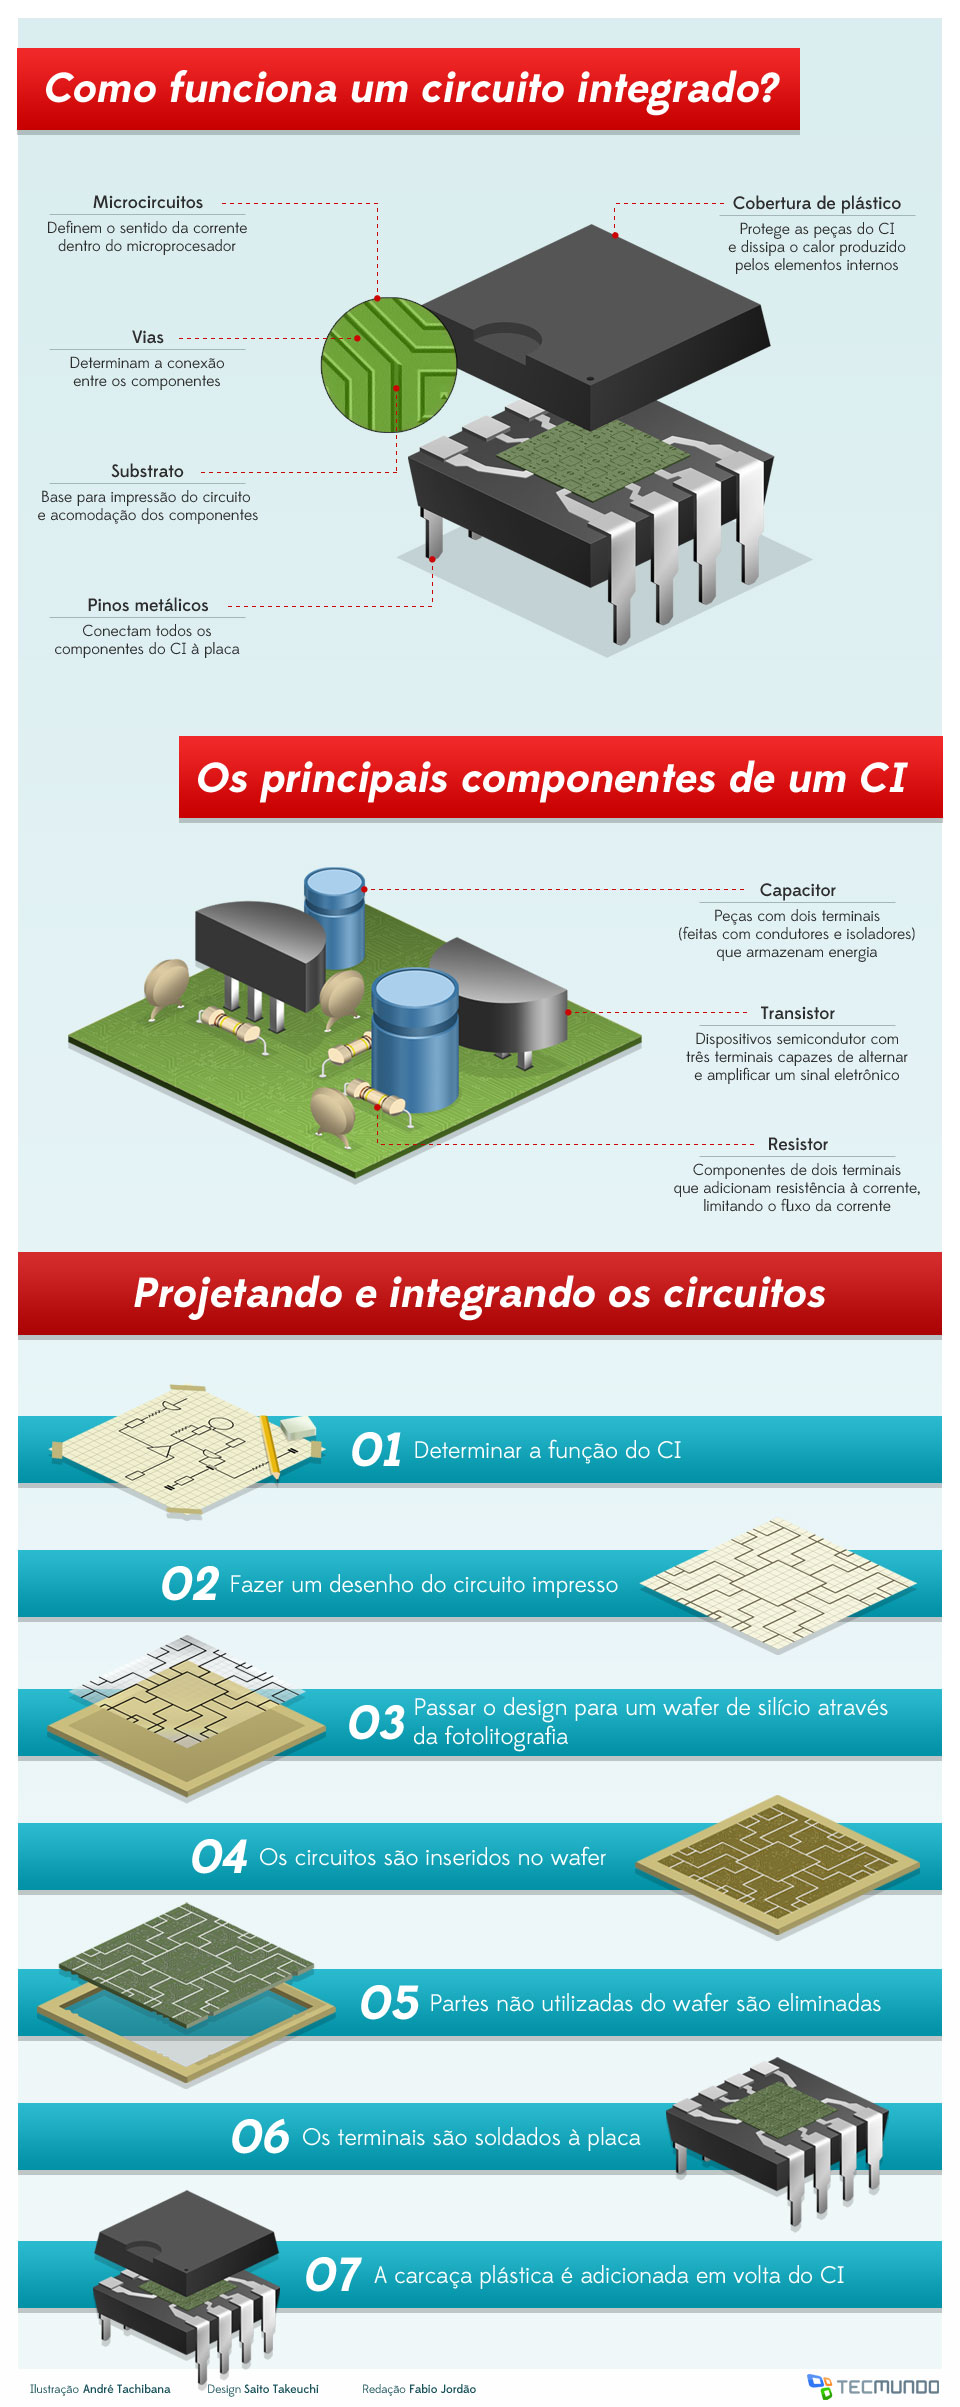 Como funciona um circuito integrado?
Microcircuitos
Definem o sentido da corrente
dentro do microprocesador
Cobertura de plástico
Protege as peças do CI
e dissipa o calor produzido
pelos elementos internos
Vias
Determinam a conexão
entre os componentes
Substrato
Base para impressão do circuito
e acomodação dos componentes
Pinos metálicos
Conectam todos os
componentes do CI à placa
Os principais componentes de um CI
Capacitor
Peças com dois terminais
(feitas com condutores e isoladores)
que armazenam energia
Transistor
Dispositivos semicondutor com
três terminais capazes de alternar
e amplificar um sinal eletrônico
Resistor
Componentes de dois terminais
que adicionam resistência à corrente,
limitando o fluxo da corrente
Projetando e integrando os circuitos
01 Determinar a função do CI
02 Fazer um desenho do circuito impresso
03 Passar o design para um wafer de silício através
da fotolitografia
04 Os circuitos são inseridos no wafer
05 Partes não utilizadas do wafer são eliminadas
06 Os terminais são soldados à placa
07 A carcaça plástica é adicionada em volta do CI
Ilustração André Tachibana Design Saito Takeuchi Redação Fabio Jordão TECMUNDO